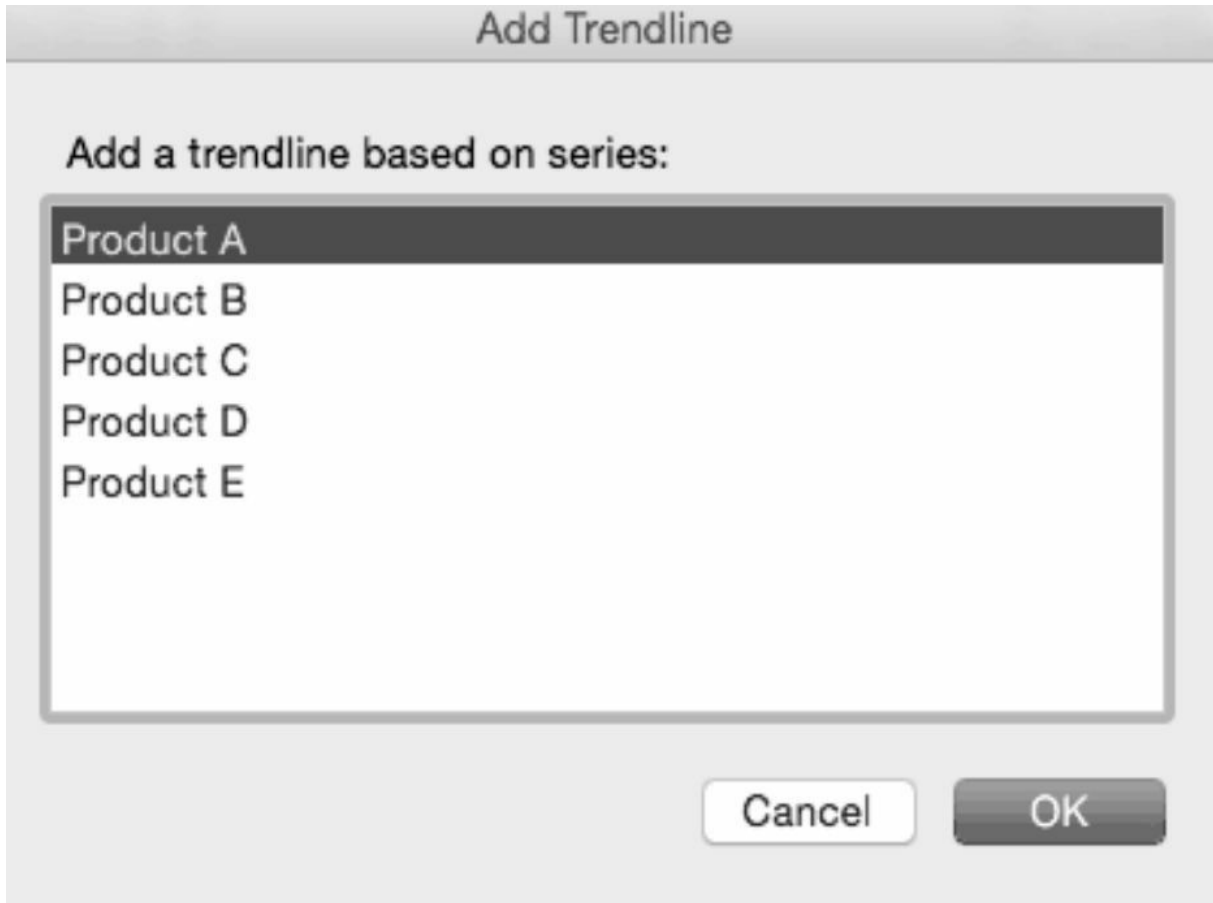 Add Trendline
Add a trendline based on series:
Product A
Product B
Product C
Product D
Product E
Cancel OK